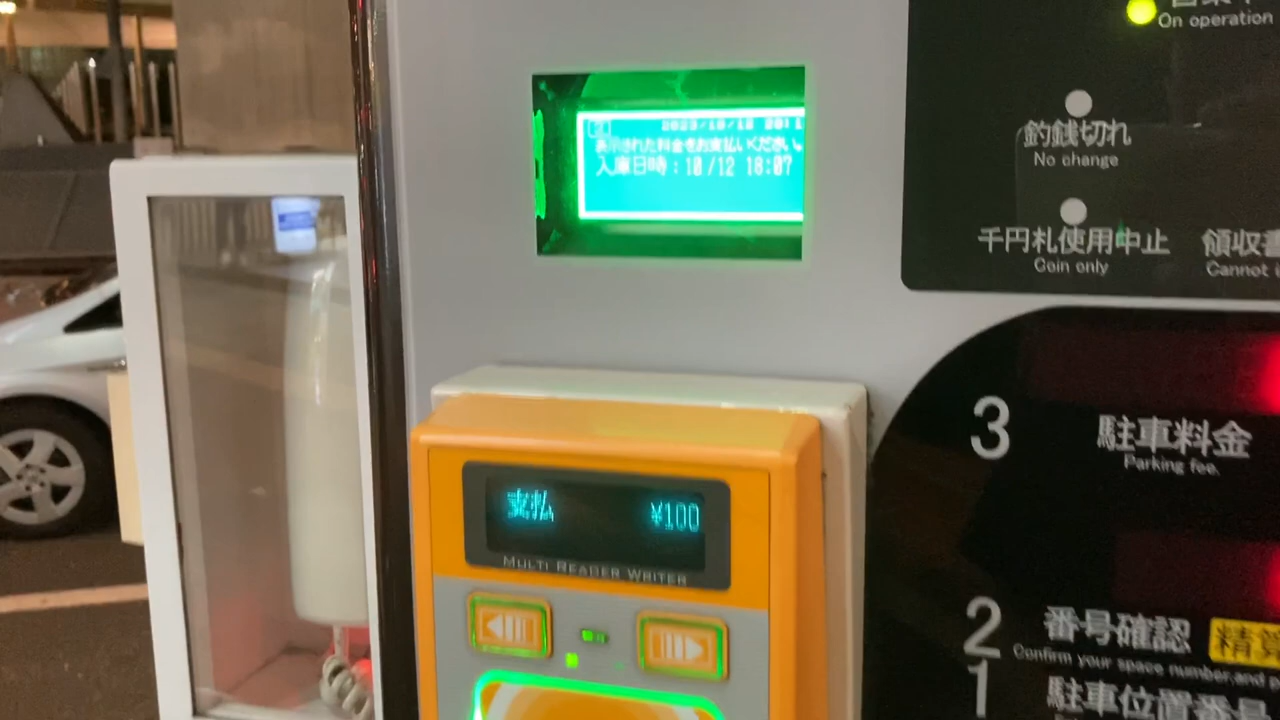 On operation
釣銭切れ
No change
千円札使用中止
Coin only
領収書
Cannot
表示された料金をお支払いください。
入庫日時：10/12 18:07
3
駐車料金
Parking fee.
支払 ¥100
MULTI READER WRITER
2
番号確認
精算
Confirm your space number, and
1
駐車位置番号